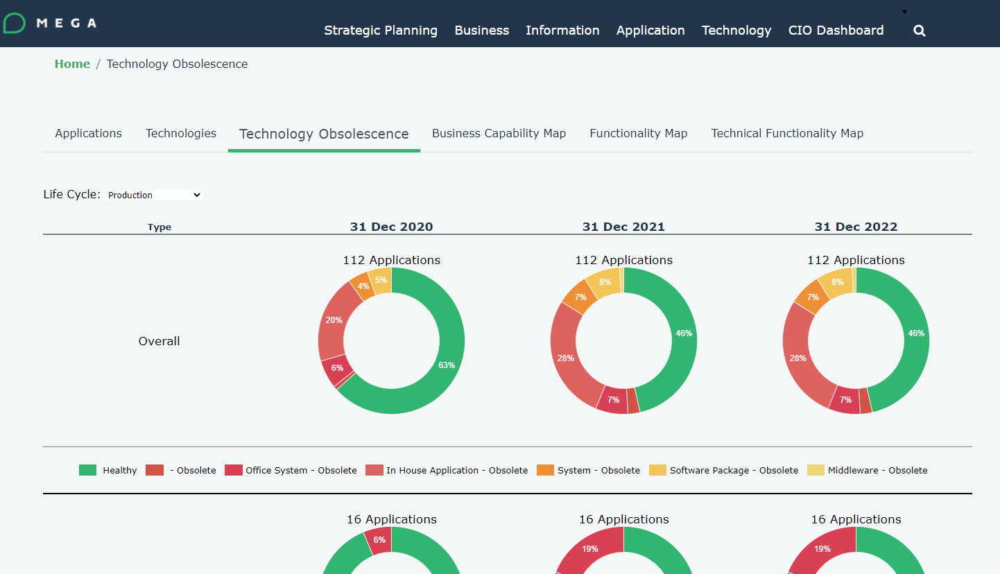 MEGA
Strategic Planning Business Information Application Technology CIO Dashboard
Home / Technology Obsolescence
Applications Technologies Technology Obsolescence Business Capability Map Functionality Map Technical Functionality Map
Life Cycle: Production
Type 31 Dec 2020 31 Dec 2021 31 Dec 2022
112 Applications 112 Applications 112 Applications
5% 8% 8%
4% 7% 7%
20% 46% 46%
Overall
28% 28%
6% 63%
7% 7%
Healthy - Obsolete Office System - Obsolete In House Application - Obsolete System - Obsolete Software Package - Obsolete Middleware - Obsolete
16 Applications 16 Applications 16 Applications
6% 19% 19%